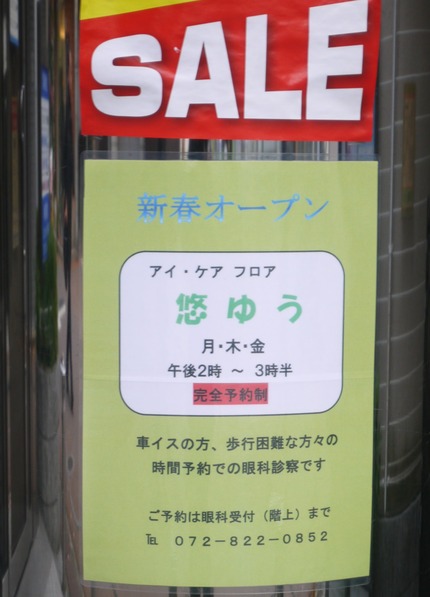 SALE
新春オープン
アイ・ケア フロア
悠ゆう
月・木・金
午後2時 ～ 3時半
完全予約制
車イスの方、歩行困難な方々の
時間予約での眼科診察です
ご予約は眼科受付（階上）まで
℡ 072－822－0852